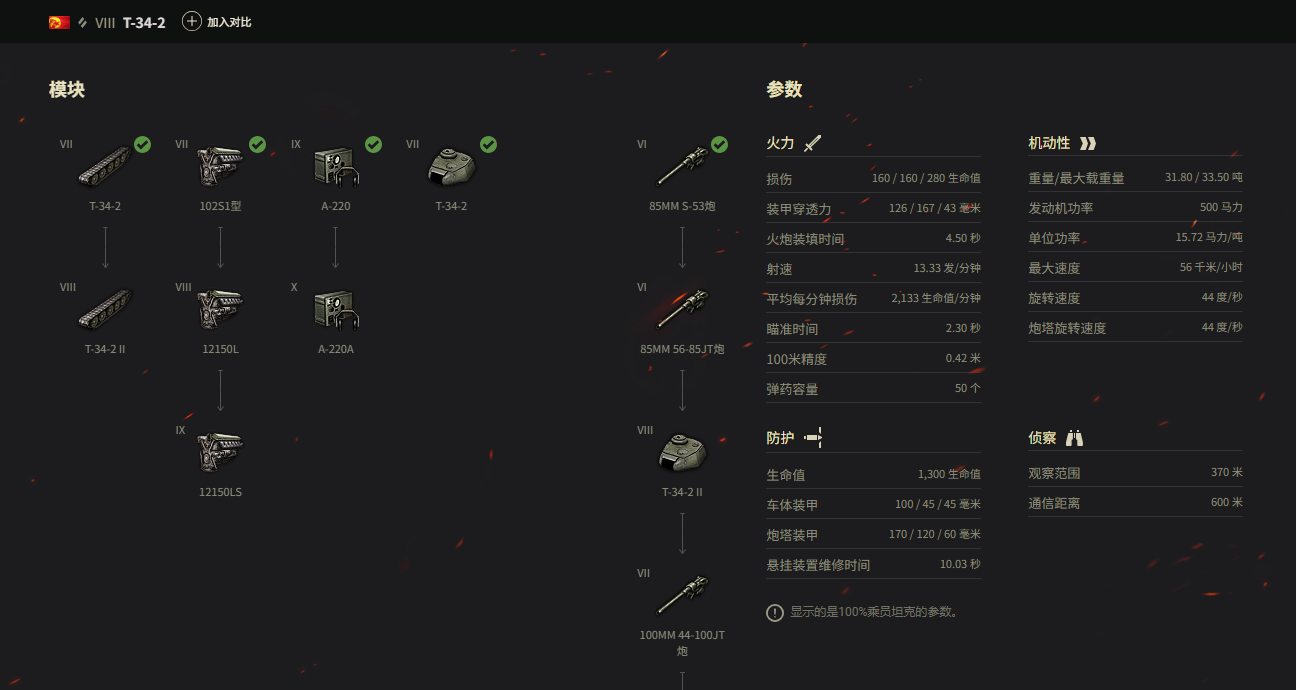 VIII T-34-2 加入对比
模块
VII VII IX VII
T-34-2 102S1型 A-220 T-34-2
VIII VIII X
T-34-2 II 12150L A-220A
IX
12150LS
VI
85MM S-53炮
VI
85MM 56-85JT炮
VIII
T-34-2 II
VII
100MM 44-100JT
炮
参数
火力
损伤 160 / 160 / 280 生命值
装甲穿透力 126 / 167 / 43 毫米
火炮装填时间 4.50 秒
射速 13.33 发/分钟
平均每分钟损伤 2,133 生命值/分钟
瞄准时间 2.30 秒
100米精度 0.42 米
弹药容量 50 个
防护
生命值 1,300 生命值
车体装甲 100 / 45 / 45 毫米
炮塔装甲 170 / 120 / 60 毫米
悬挂装置维修时间 10.03 秒
显示的是100%乘员坦克的参数。
机动性
重量/最大载重量 31.80 / 33.50 吨
发动机功率 500 马力
单位功率 15.72 马力/吨
最大速度 56 千米/小时
旋转速度 44 度/秒
炮塔旋转速度 44 度/秒
侦察
观察范围 370 米
通信距离 600 米